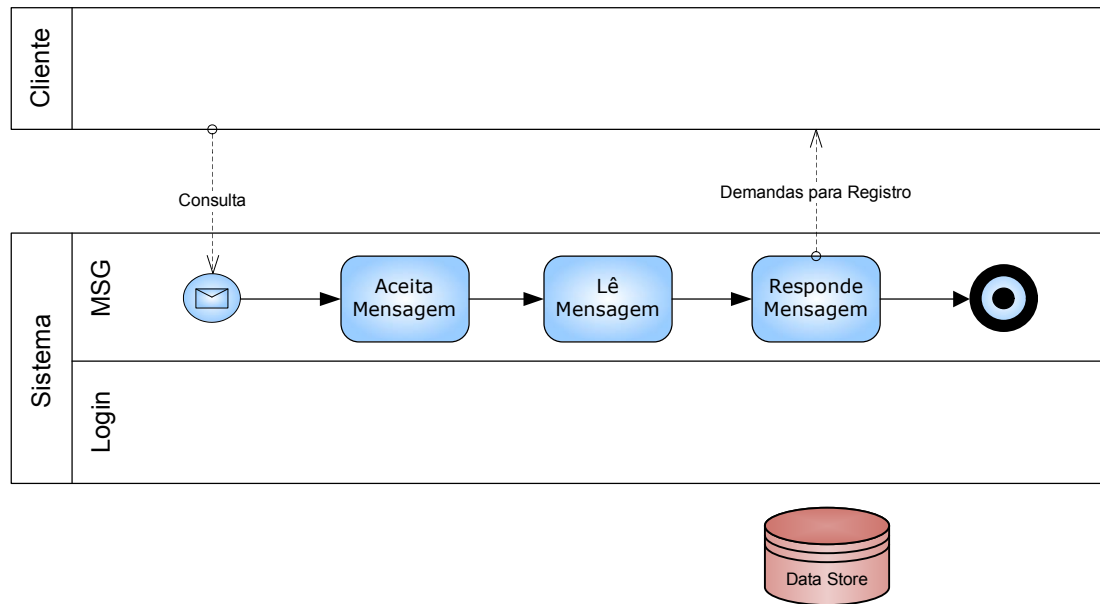 Cliente
Consulta
Demandas para Registro
Sistema
MSG
Aceita
Mensagem
Lê
Mensagem
Responde
Mensagem
Login
Data Store